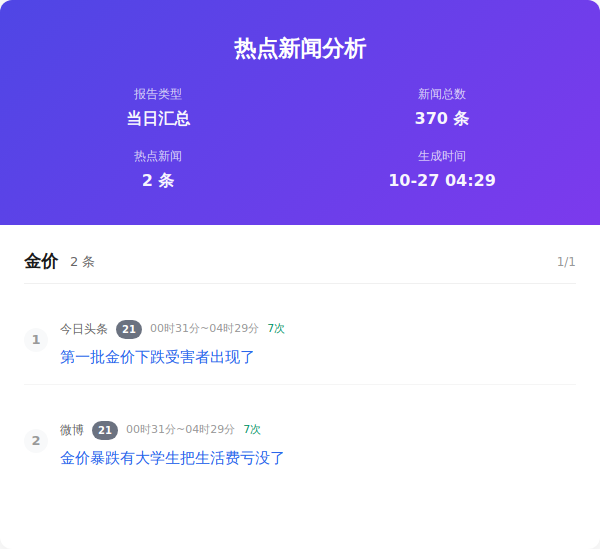 热点新闻分析
报告类型
新闻总数
当日汇总
370 条
热点新闻
生成时间
2 条
10-27 04:29
金价 2 条 1/1
今日头条 21 00时31分~04时29分 7次
1
第一批金价下跌受害者出现了
微博 21 00时31分~04时29分 7次
2
金价暴跌有大学生把生活费亏没了